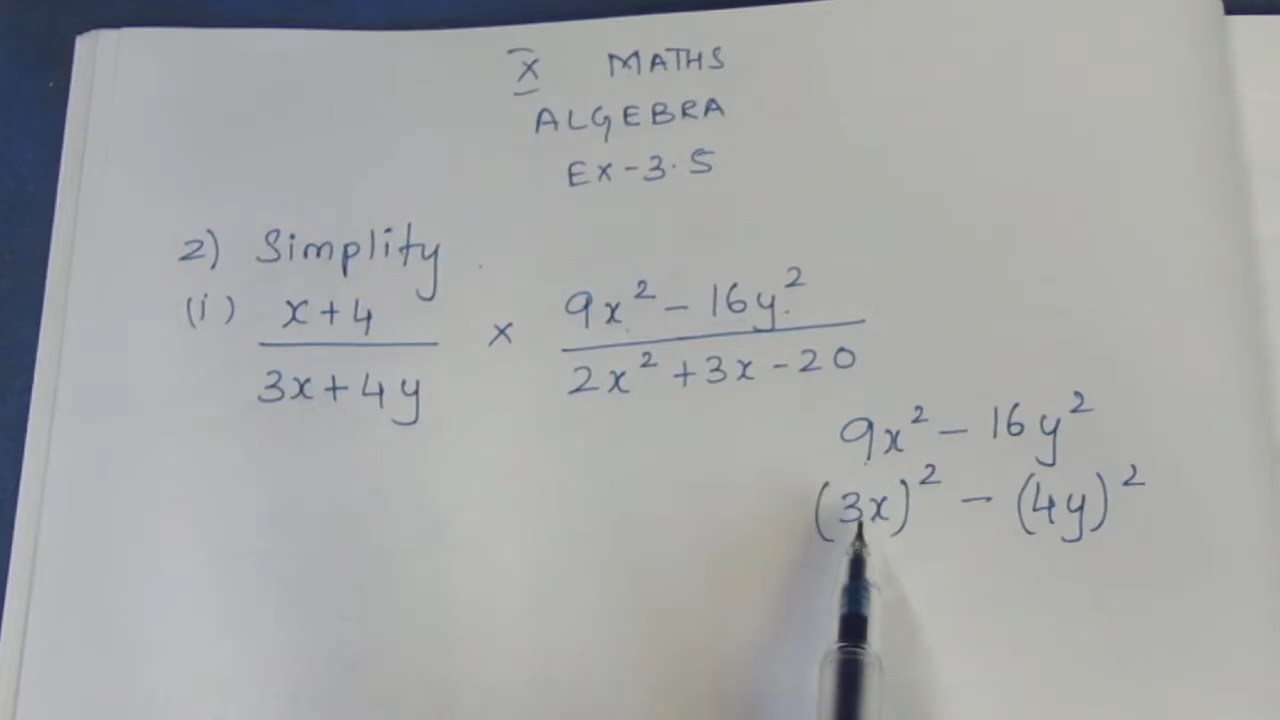 X MATHS
ALGEBRA
Ex-3.5
2) Simplity
(i) x+4 / 3x+4y × 9x² - 16y² / 2x² +3x-20
9x² - 16y²
(3x)² - (4y)²